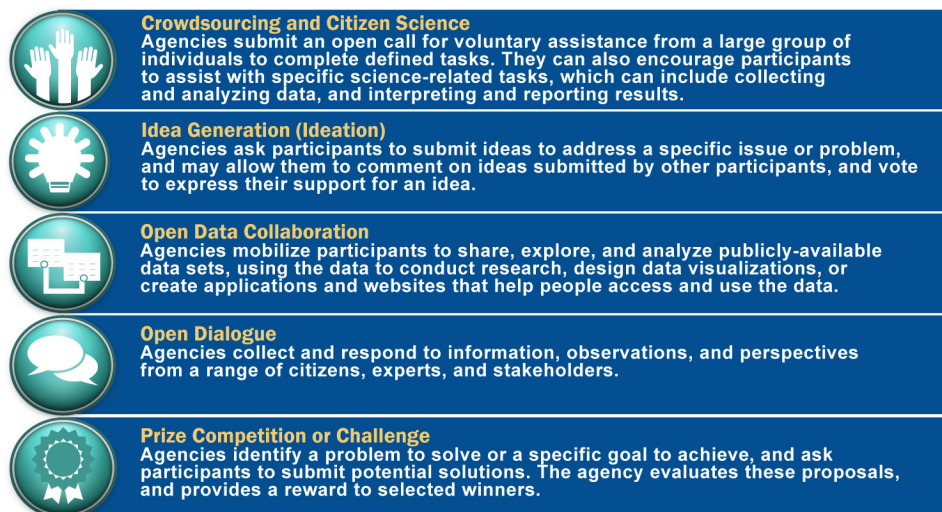 Crowdsourcing and Citizen Science
Agencies submit an open call for voluntary assistance from a large group of
individuals to complete defined tasks. They can also encourage participants
to assist with specific science-related tasks, which can include collecting
and analyzing data, and interpreting and reporting results.
Idea Generation (Ideation)
Agencies ask participants to submit ideas to address a specific issue or problem,
and may allow them to comment on ideas submitted by other participants, and vote
to express their support for an idea.
Open Data Collaboration
Agencies mobilize participants to share, explore, and analyze publicly-available
data sets, using the data to conduct research, design data visualizations, or
create applications and websites that help people access and use the data.
Open Dialogue
Agencies collect and respond to information, observations, and perspectives
from a range of citizens, experts, and stakeholders.
Prize Competition or Challenge
Agencies identify a problem to solve or a specific goal to achieve, and ask
participants to submit potential solutions. The agency evaluates these proposals,
and provides a reward to selected winners.